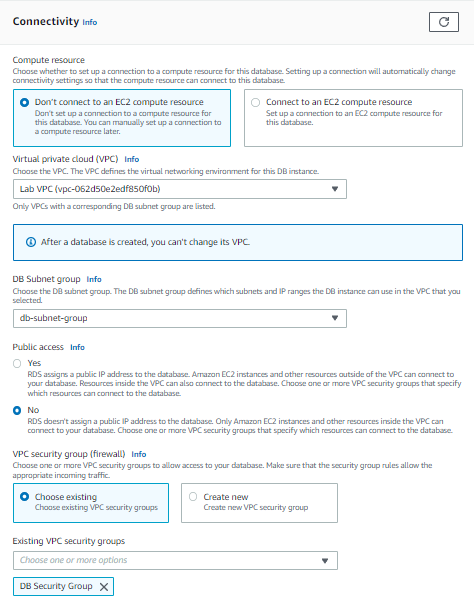 Connectivity Info
Compute resource
Choose whether to set up a connection to a compute resource for this database. Setting up a connection will automatically change
connectivity settings so that the compute resource can connect to this database.
Don't connect to an EC2 compute resource
Don't set up a connection to a compute resource for
this database. You can manually set up a connection to
a compute resource later.
Connect to an EC2 compute resource
Set up a connection to an EC2 compute resource for
this database.
Virtual private cloud (VPC) Info
Choose the VPC. The VPC defines the virtual networking environment for this DB instance.
Lab VPC (vpc-062d50e2edf850f0b)
Only VPCs with a corresponding DB subnet group are listed.
After a database is created, you can't change its VPC.
DB Subnet group Info
Choose the DB subnet group. The DB subnet group defines which subnets and IP ranges the DB instance can use in the VPC that you
selected.
db-subnet-group
Public access Info
Yes
RDS assigns a public IP address to the database. Amazon EC2 instances and other resources outside of the VPC can connect to
your database. Resources inside the VPC can also connect to the database. Choose one or more VPC security groups that specify
which resources can connect to the database.
No
RDS doesn't assign a public IP address to the database. Only Amazon EC2 instances and other resources inside the VPC can
connect to your database. Choose one or more VPC security groups that specify which resources can connect to the database.
VPC security group (firewall) Info
Choose one or more VPC security groups to allow access to your database. Make sure that the security group rules allow the
appropriate incoming traffic.
Choose existing
Choose existing VPC security groups
Create new
Create new VPC security group
Existing VPC security groups
Choose one or more options
DB Security Group